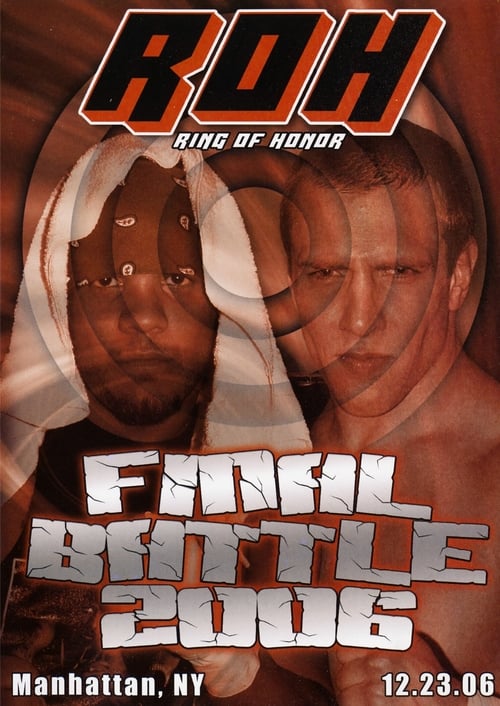 ROH
RING OF HONOR
FINAL
BATTLE
2006
Manhattan, NY
12.23.06